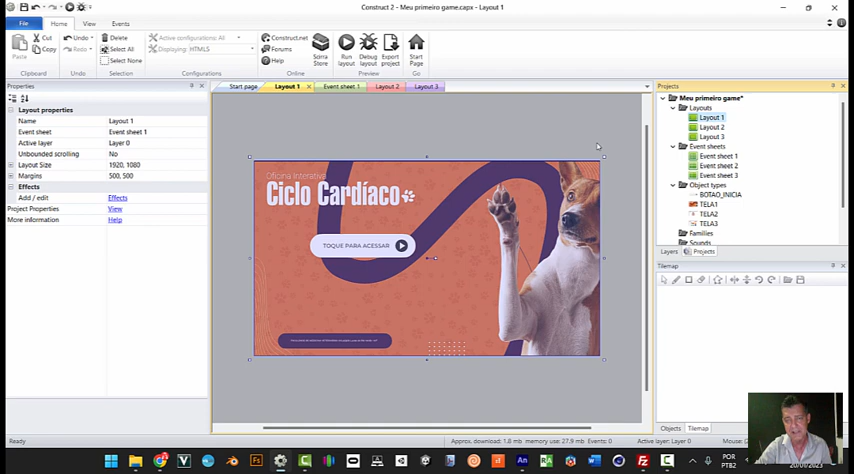 Construct 2 - Meu primeiro game.capx - Layout 1
File
Home
View
Events
Paste
Cut
Copy
Clipboard
Undo
Redo
Undo
Delete
Select All
Select None
Selection
Active configurations: All
Displaying: HTML5
Configurations
Construct.net
Forums
Help
Scirra
Store
Online
Run
layout
Debug
layout
Export
project
Preview
Start
Page
Go
Properties
Start page
Layout 1
Event sheet 1
Layout 2
Layout 3
Projects
Layout properties
Name
Layout 1
Event sheet
Event sheet 1
Active layer
Layer 0
Unbounded scrolling
No
Layout Size
1920, 1080
Margins
500, 500
Effects
Add / edit
Effects
Project Properties
View
More information
Help
Oficina Interativa
Ciclo Cardíaco
TOQUE PARA ACESSAR
Meu primeiro game*
Layouts
Layout 1
Layout 2
Layout 3
Event sheets
Event sheet 1
Event sheet 2
Event sheet 3
Object types
BOTAO_INICIA
TELA1
TELA2
TELA3
Families
Sounds
Layers
Projects
Tilemap
Objects
Tilemap
Ready
Approx. download: 1.8 mb
memory use: 27.9 mb
Events: 0
Active layer: Layer 0
Mouse:
POR
PTB2